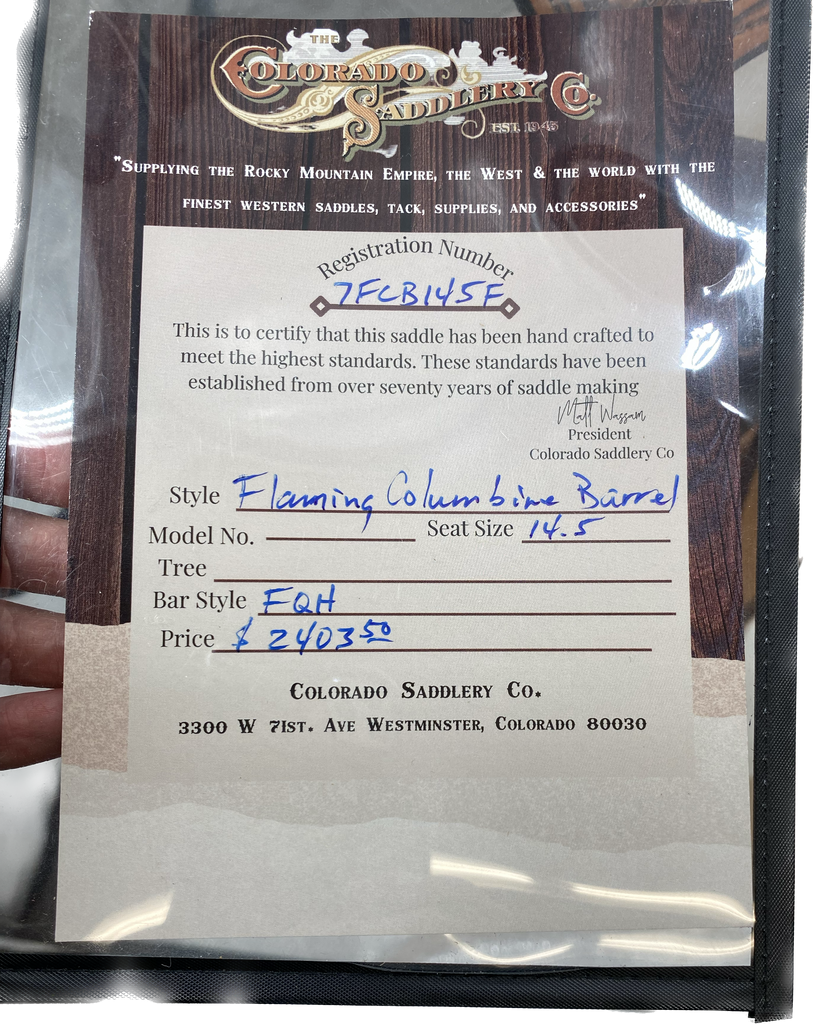 THE
COLORADO
SADDLERY CO.
EST. 1945
"SUPPLYING THE ROCKY MOUNTAIN EMPIRE, THE WEST & THE WORLD WITH THE
FINEST WESTERN SADDLES, TACK, SUPPLIES, AND ACCESSORIES"
Registration Number
7FCB145F
This is to certify that this saddle has been hand crafted to
meet the highest standards. These standards have been
established from over seventy years of saddle making
Matt Wassam
President
Colorado Saddlery Co
Style Flaming Columbine Barrel
Model No. Seat Size 14.5
Tree
Bar Style FQH
Price $ 2403 50
COLORADO SADDLERY CO.
3300 W 71ST. AVE WESTMINSTER, COLORADO 80030